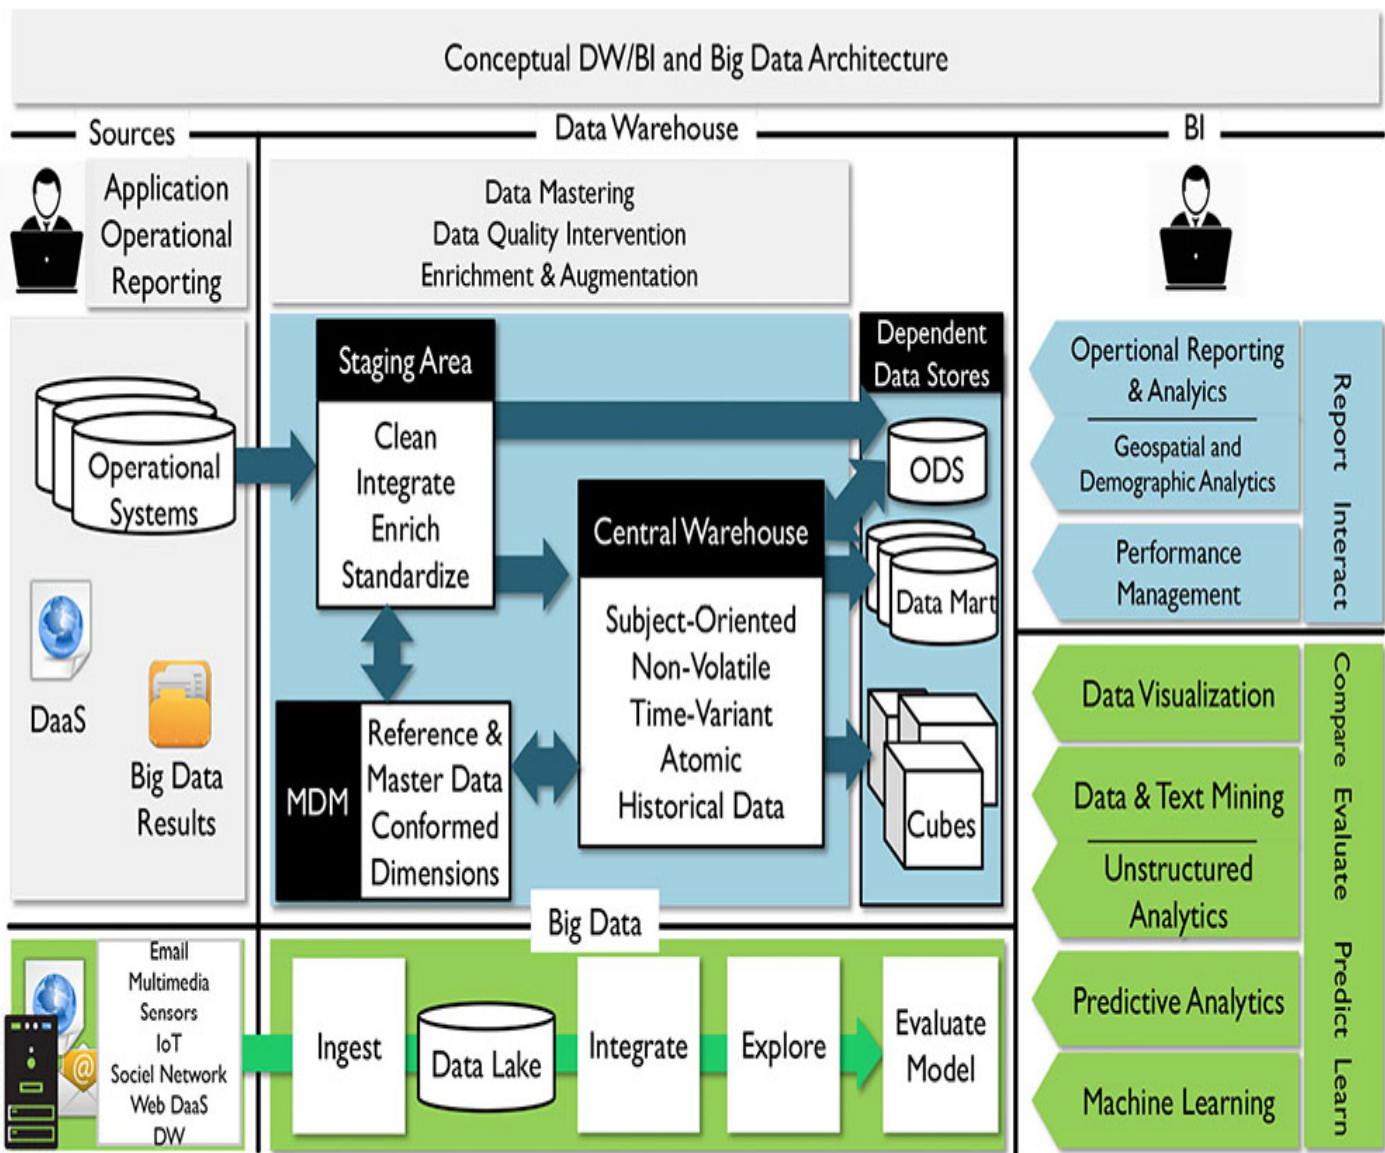 Conceptual DW/BI and Big Data Architecture
Sources
Data Warehouse
BI
Application
Operational
Reporting
Data Mastering
Data Quality Intervention
Enrichment & Augmentation
Operational
Systems
DaaS
Big Data
Results
Staging Area
Clean
Integrate
Enrich
Standardize
MDM
Reference &
Master Data
Conformed
Dimensions
Central Warehouse
Subject-Oriented
Non-Volatile
Time-Variant
Atomic
Historical Data
Dependent
Data Stores
ODS
Data Mart
Cubes
Opertional Reporting
& Analyics
Geospatial and
Demographic Analytics
Performance
Management
Report Interact
Data Visualization
Data & Text Mining
Unstructured
Analytics
Predictive Analytics
Machine Learning
Compare Evaluate Predict Learn
Big Data
Email
Multimedia
Sensors
IoT
Sociel Network
Web DaaS
DW
Ingest
Data Lake
Integrate
Explore
Evaluate
Model